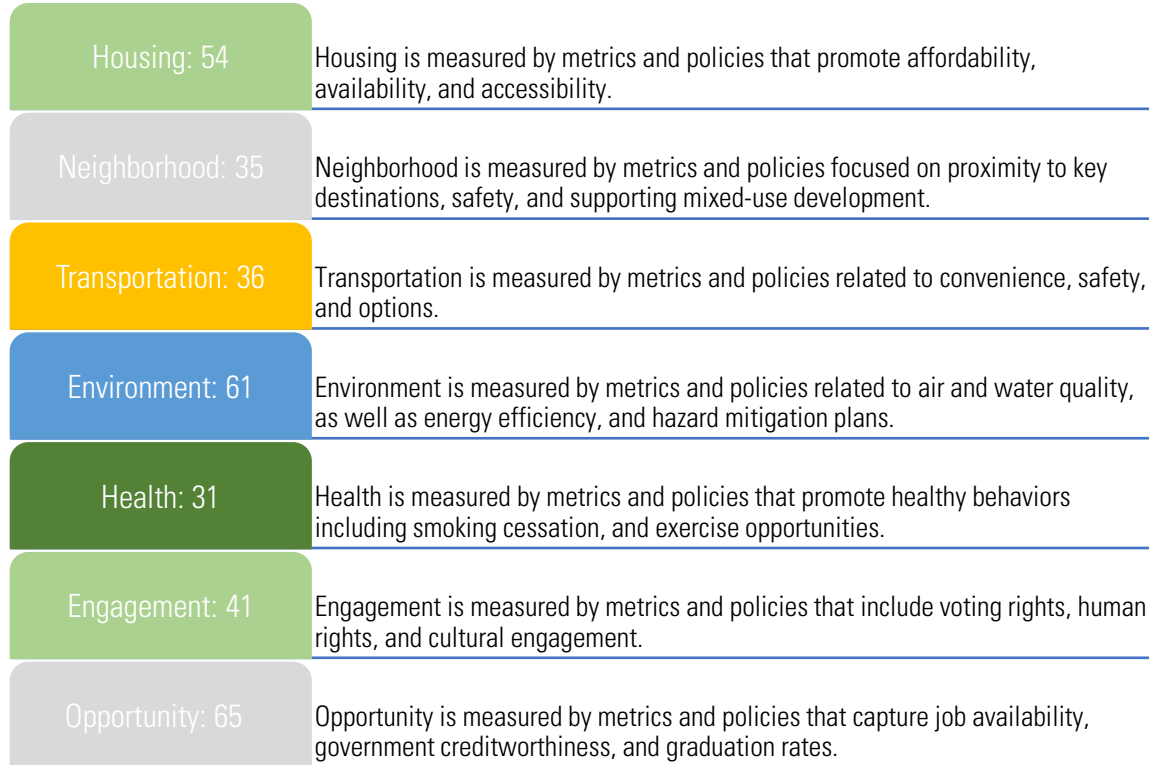 Housing: 54
Housing is measured by metrics and policies that promote affordability,
availability, and accessibility.
Neighborhood: 35
Neighborhood is measured by metrics and policies focused on proximity to key
destinations, safety, and supporting mixed-use development.
Transportation: 36
Transportation is measured by metrics and policies related to convenience, safety,
and options.
Environment: 61
Environment is measured by metrics and policies related to air and water quality,
as well as energy efficiency, and hazard mitigation plans.
Health: 31
Health is measured by metrics and policies that promote healthy behaviors
including smoking cessation, and exercise opportunities.
Engagement: 41
Engagement is measured by metrics and policies that include voting rights, human
rights, and cultural engagement.
Opportunity: 65
Opportunity is measured by metrics and policies that capture job availability,
government creditworthiness, and graduation rates.